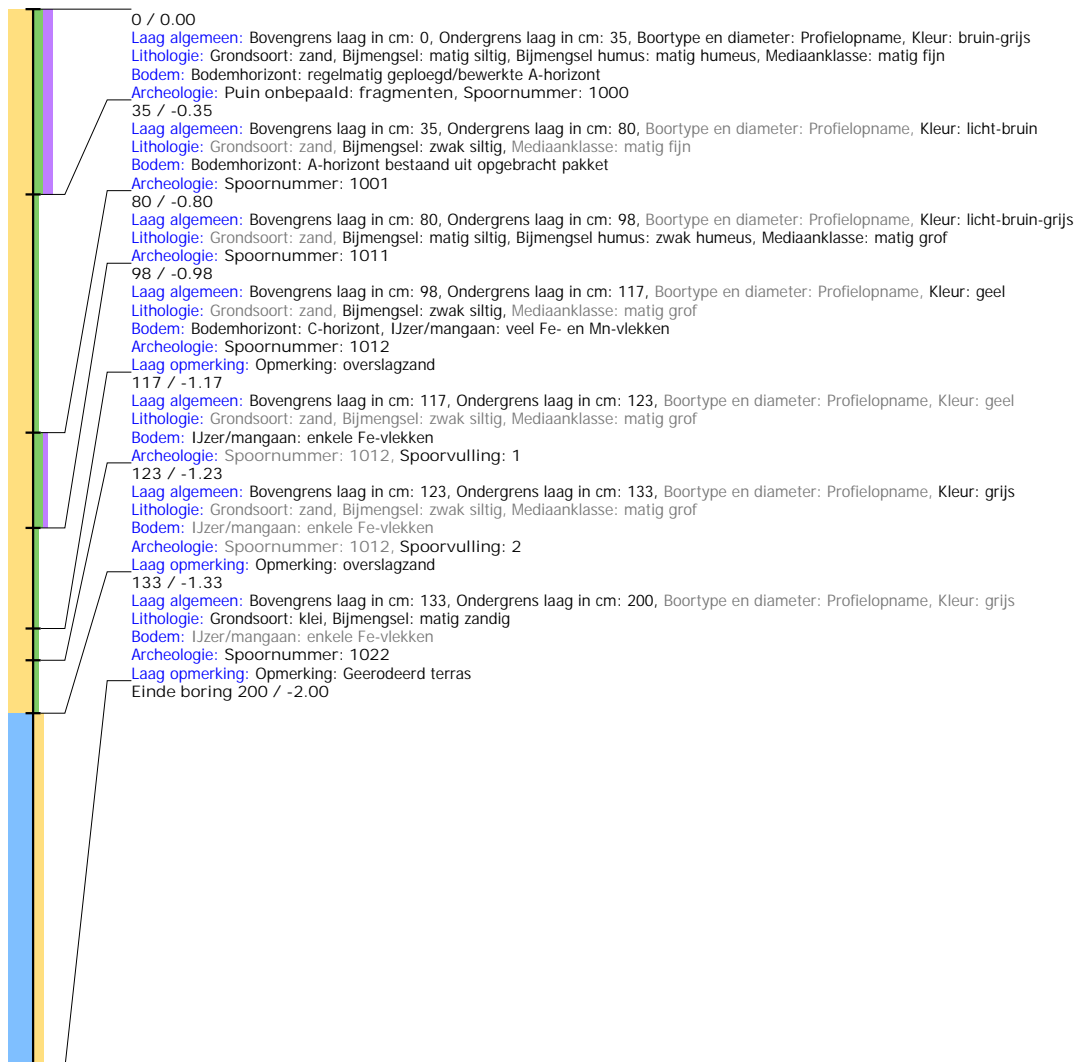 0 / 0.00
Laag algemeen: Bovengrens laag in cm: 0, Ondergrens laag in cm: 35, Boortype en diameter: Profielopname, Kleur: bruin-grijs
Lithologie: Grondsoort: zand, Bijmengsel: matig siltig, Bijmengsel humus: matig humeus, Mediaanklasse: matig fijn
Bodem: Bodemhorizont: regelmatig geploegd/bewerkte A-horizont
Archeologie: Puin onbepaald: fragmenten, Spoornummer: 1000
35 / -0.35
Laag algemeen: Bovengrens laag in cm: 35, Ondergrens laag in cm: 80, Boortype en diameter: Profielopname, Kleur: licht-bruin
Lithologie: Grondsoort: zand, Bijmengsel: zwak siltig, Mediaanklasse: matig fijn
Bodem: Bodemhorizont: A-horizont bestaand uit opgebracht pakket
Archeologie: Spoornummer: 1001
80 / -0.80
Laag algemeen: Bovengrens laag in cm: 80, Ondergrens laag in cm: 98, Boortype en diameter: Profielopname, Kleur: licht-bruin-grijs
Lithologie: Grondsoort: zand, Bijmengsel: matig siltig, Bijmengsel humus: zwak humeus, Mediaanklasse: matig grof
Archeologie: Spoornummer: 1011
98 / -0.98
Laag algemeen: Bovengrens laag in cm: 98, Ondergrens laag in cm: 117, Boortype en diameter: Profielopname, Kleur: geel
Lithologie: Grondsoort: zand, Bijmengsel: zwak siltig, Mediaanklasse: matig grof
Bodem: Bodemhorizont: C-horizont, IJzer/mangaan: veel Fe- en Mn-vlekken
Archeologie: Spoornummer: 1012
Laag opmerking: Opmerking: overslagzand
117 / -1.17
Laag algemeen: Bovengrens laag in cm: 117, Ondergrens laag in cm: 123, Boortype en diameter: Profielopname, Kleur: geel
Lithologie: Grondsoort: zand, Bijmengsel: zwak siltig, Mediaanklasse: matig grof
Bodem: IJzer/mangaan: enkele Fe-vlekken
Archeologie: Spoornummer: 1012, Spoorvulling: 1
123 / -1.23
Laag algemeen: Bovengrens laag in cm: 123, Ondergrens laag in cm: 133, Boortype en diameter: Profielopname, Kleur: grijs
Lithologie: Grondsoort: zand, Bijmengsel: zwak siltig, Mediaanklasse: matig grof
Bodem: IJzer/mangaan: enkele Fe-vlekken
Archeologie: Spoornummer: 1012, Spoorvulling: 2
Laag opmerking: Opmerking: overslagzand
133 / -1.33
Laag algemeen: Bovengrens laag in cm: 133, Ondergrens laag in cm: 200, Boortype en diameter: Profielopname, Kleur: grijs
Lithologie: Grondsoort: klei, Bijmengsel: matig zandig
Bodem: IJzer/mangaan: enkele Fe-vlekken
Archeologie: Spoornummer: 1022
Laag opmerking: Opmerking: Geerodeerd terras
Einde boring 200 / -2.00